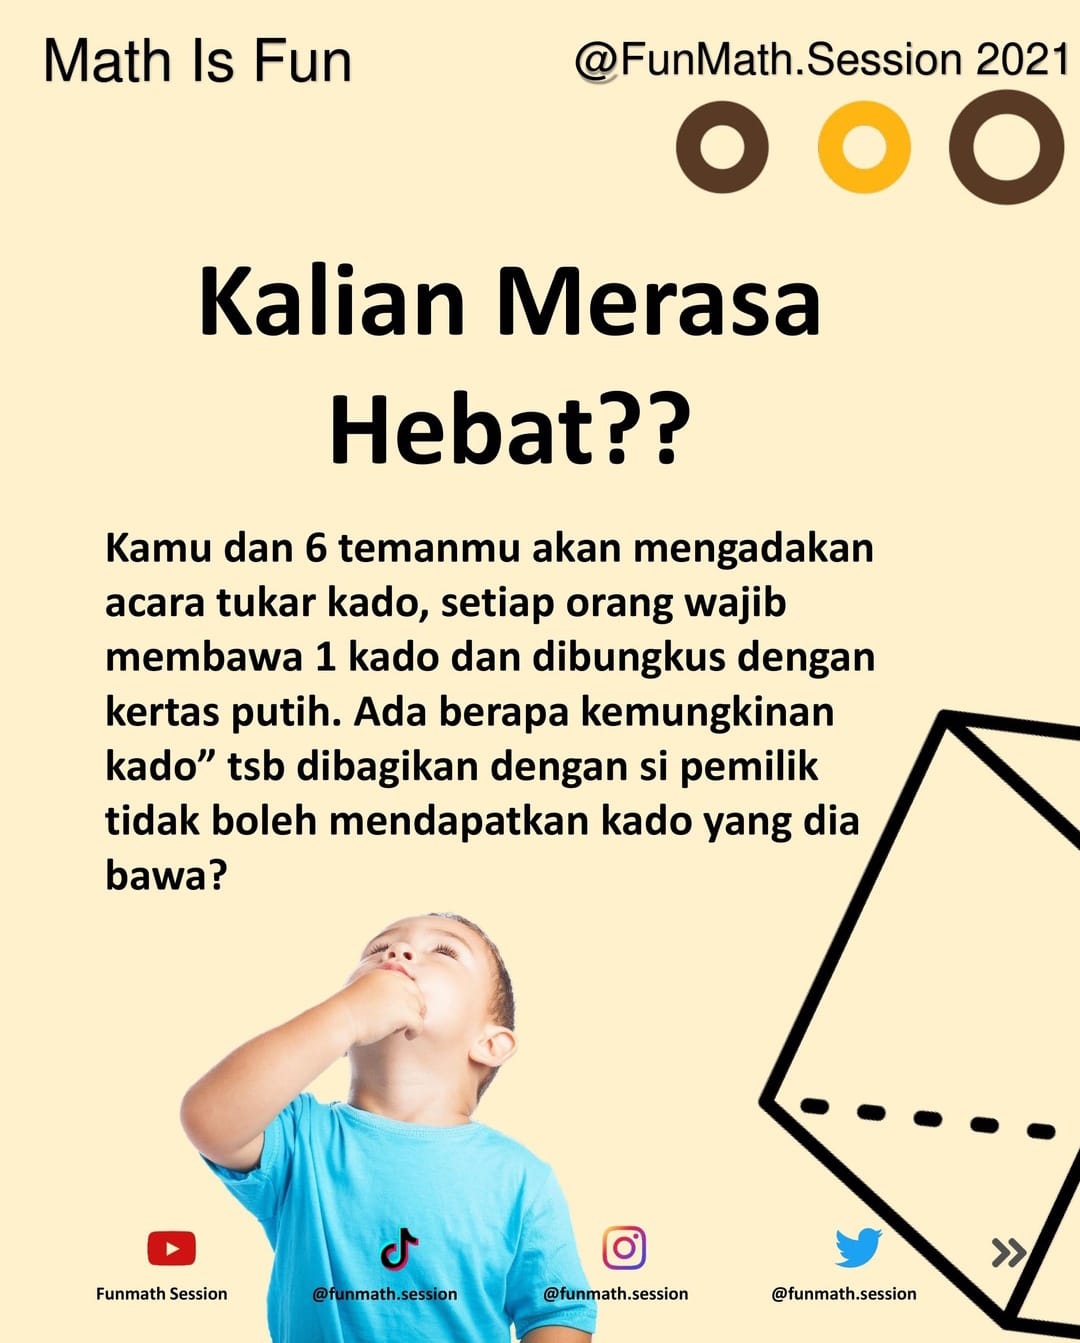 Math Is Fun
@FunMath.Session 2021
Kalian Merasa
Hebat??
Kamu dan 6 temanmu akan mengadakan
acara tukar kado, setiap orang wajib
membawa 1 kado dan dibungkus dengan
kertas putih. Ada berapa kemungkinan
kado” tsb dibagikan dengan si pemilik
tidak boleh mendapatkan kado yang dia
bawa?
Funmath Session
@funmath.session
@funmath.session
@funmath.session